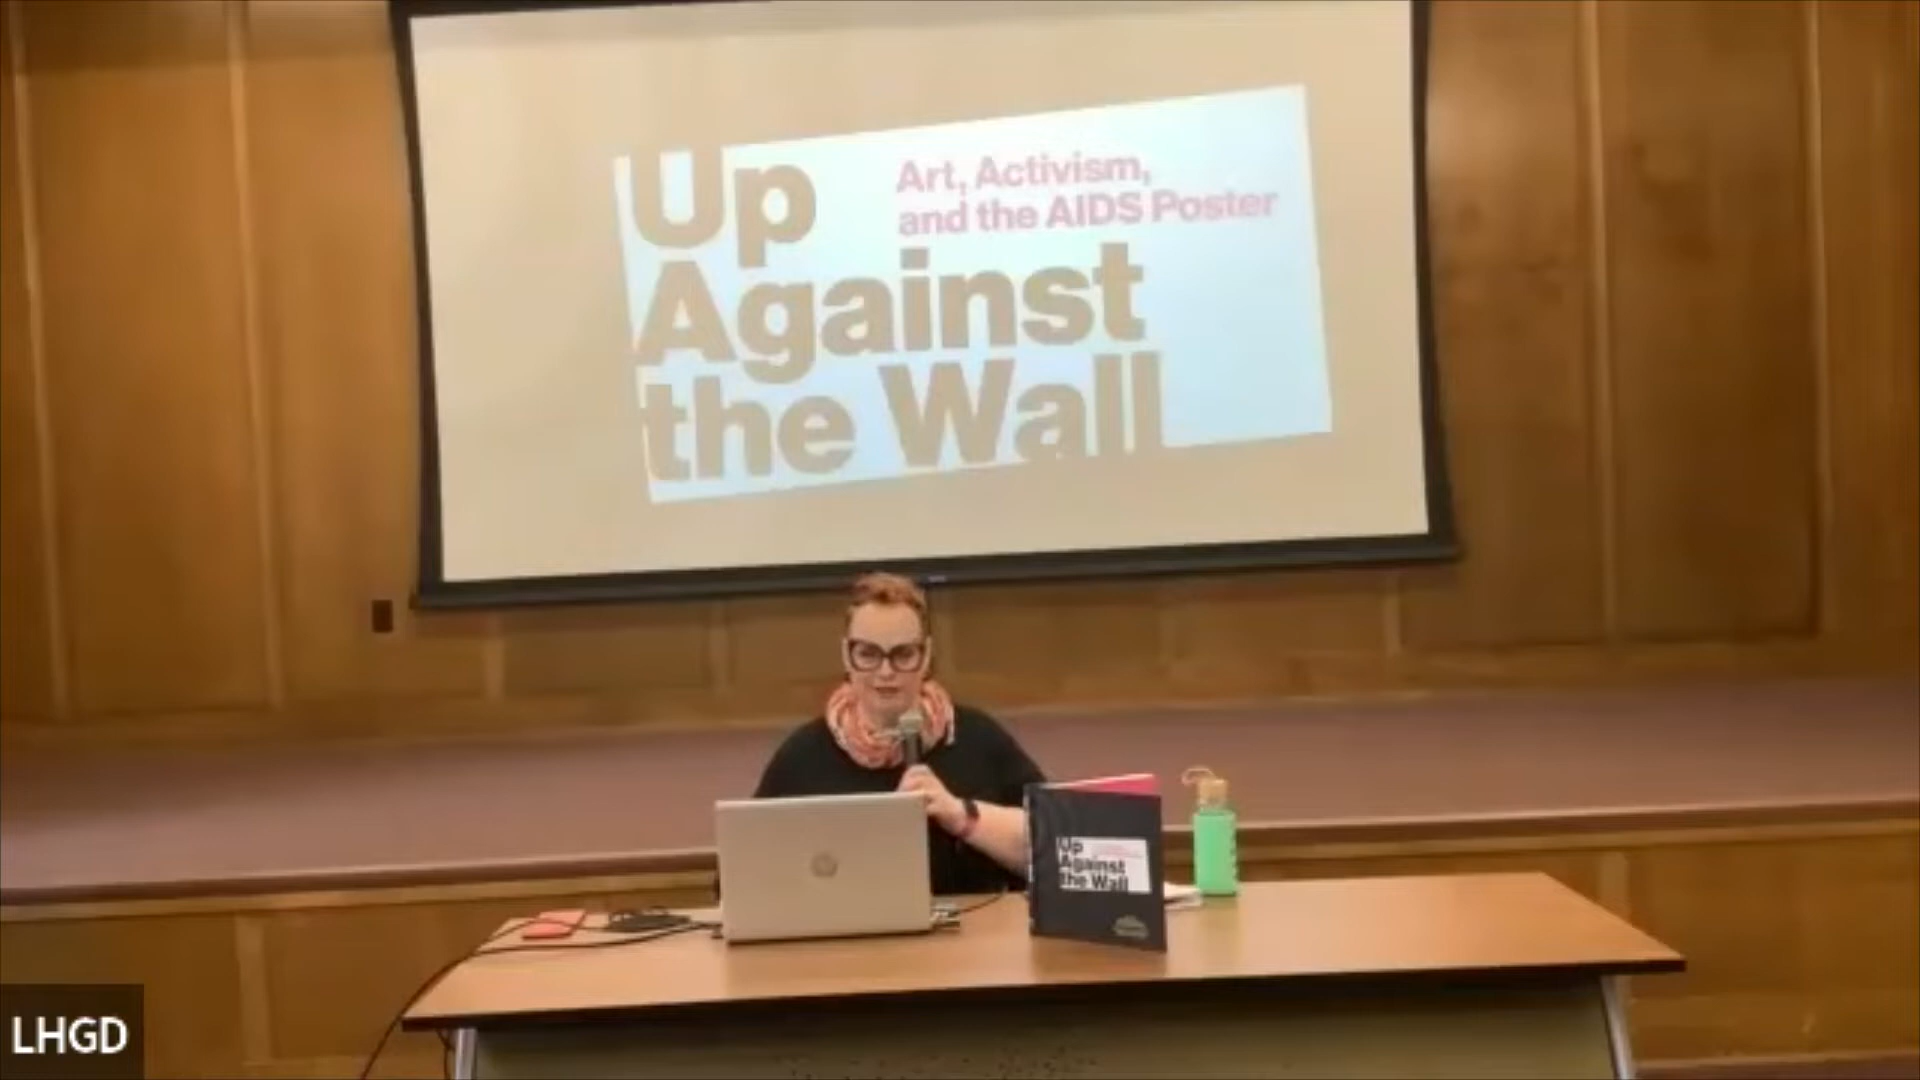 Up
Art, Activism,
and the AIDS Poster
Against
the Wall
Up
Against
the Wall
LHGD